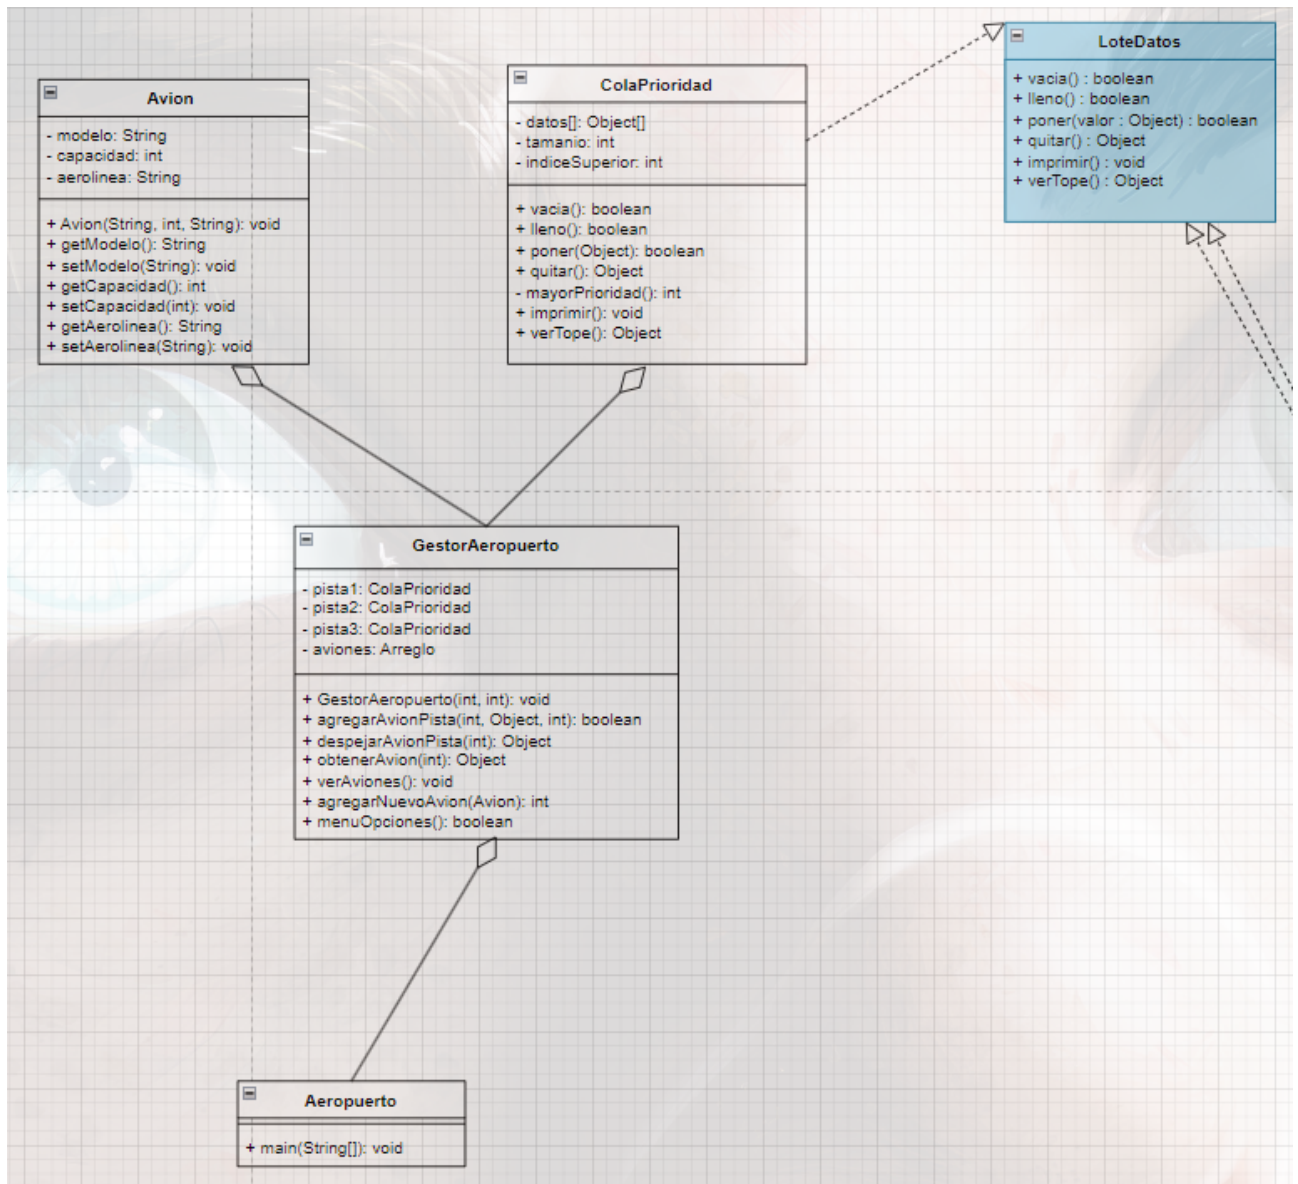 Avion
- modelo: String
- capacidad: int
- aerolinea: String
+ Avion(String, int, String): void
+ getModelo(): String
+ setModelo(String): void
+ getCapacidad(): int
+ setCapacidad(int): void
+ getAerolinea(): String
+ setAerolinea(String): void
ColaPrioridad
- datos[]: Object[]
- tamanio: int
- indiceSuperior: int
+ vacia(): boolean
+ lleno(): boolean
+ poner(Object): boolean
+ quitar(): Object
- mayorPrioridad(): int
+ imprimir(): void
+ verTope(): Object
LoteDatos
+ vacia() : boolean
+ lleno() : boolean
+ poner(valor : Object) : boolean
+ quitar() : Object
+ imprimir() : void
+ verTope() : Object
GestorAeropuerto
- pista1: ColaPrioridad
- pista2: ColaPrioridad
- pista3: ColaPrioridad
- aviones: Arreglo
+ GestorAeropuerto(int, int): void
+ agregarAvionPista(int, Object, int): boolean
+ despejarAvionPista(int): Object
+ obtenerAvion(int): Object
+ verAviones(): void
+ agregarNuevoAvion(Avion): int
+ menuOpciones(): boolean
Aeropuerto
+ main(String[]): void